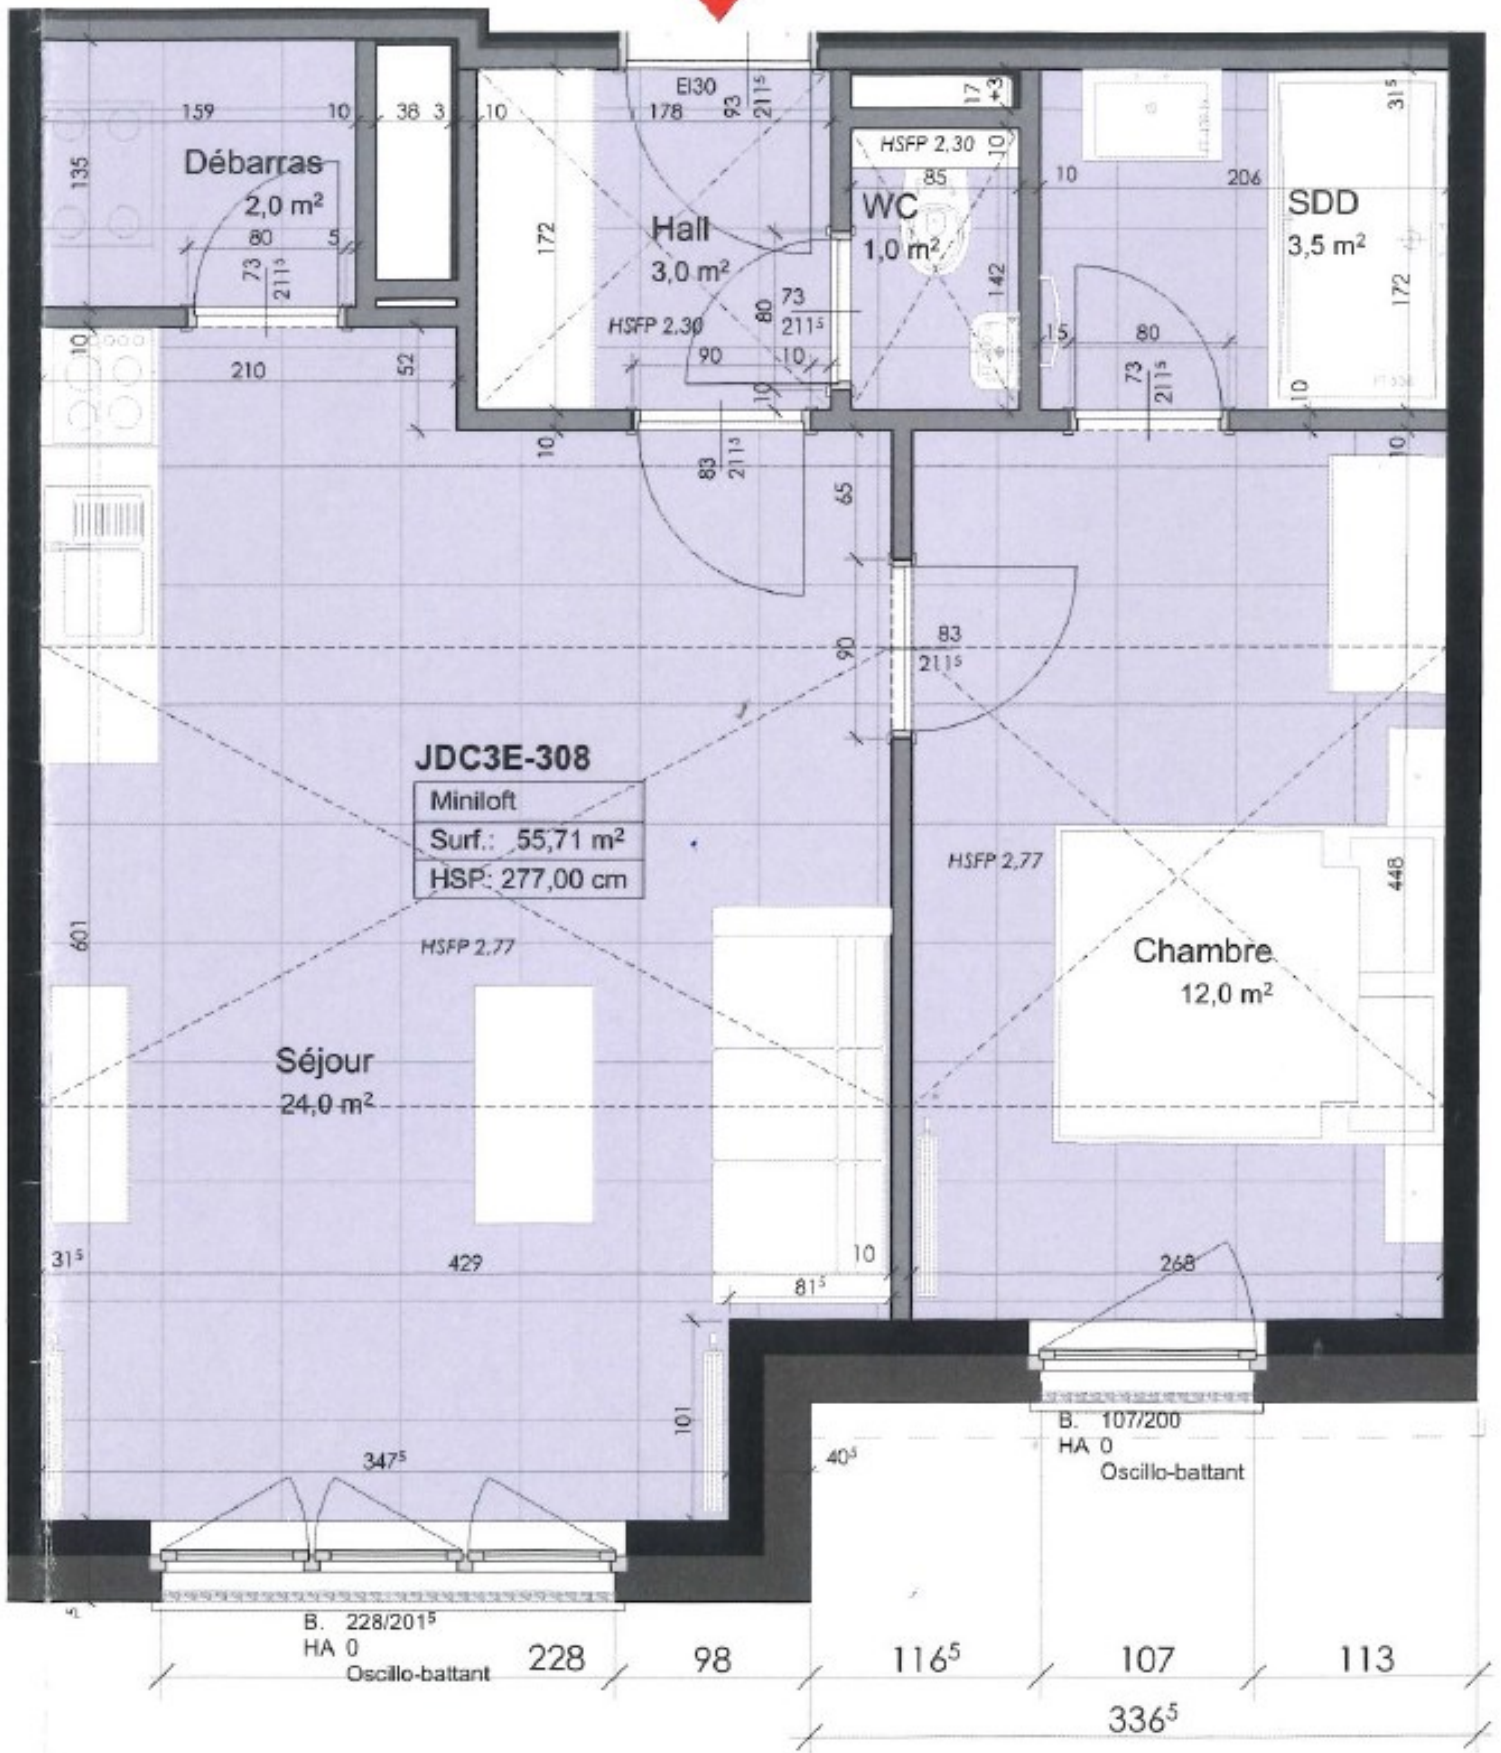 EI30
159
10
38
3
10
178
93
211⁵
17
+3
31⁵
HSFP 2,30
10
135
Débarras
2,0 m²
80
5
73
211⁵
172
Hall
3,0 m²
HSFP 2,30
80
73
211⁵
90
10
10
WC
85
1,0 m²
142
10
206
SDD
3,5 m²
172
15
80
73
211⁵
10
10
210
52
10
83
211⁵
65
10
90
83
211⁵
JDC3E-308
Miniloft
Surf.: 55,71 m²
HSP: 277,00 cm
HSFP 2,77
601
HSFP 2,77
448
Chambre
12,0 m²
Séjour
24,0 m²
31⁵
429
10
81⁵
268
101
347⁵
40⁵
B. 107/200
HA 0
Oscillo-battant
5
B. 228/201⁵
HA 0
Oscillo-battant
228
98
116⁵
107
113
336⁵